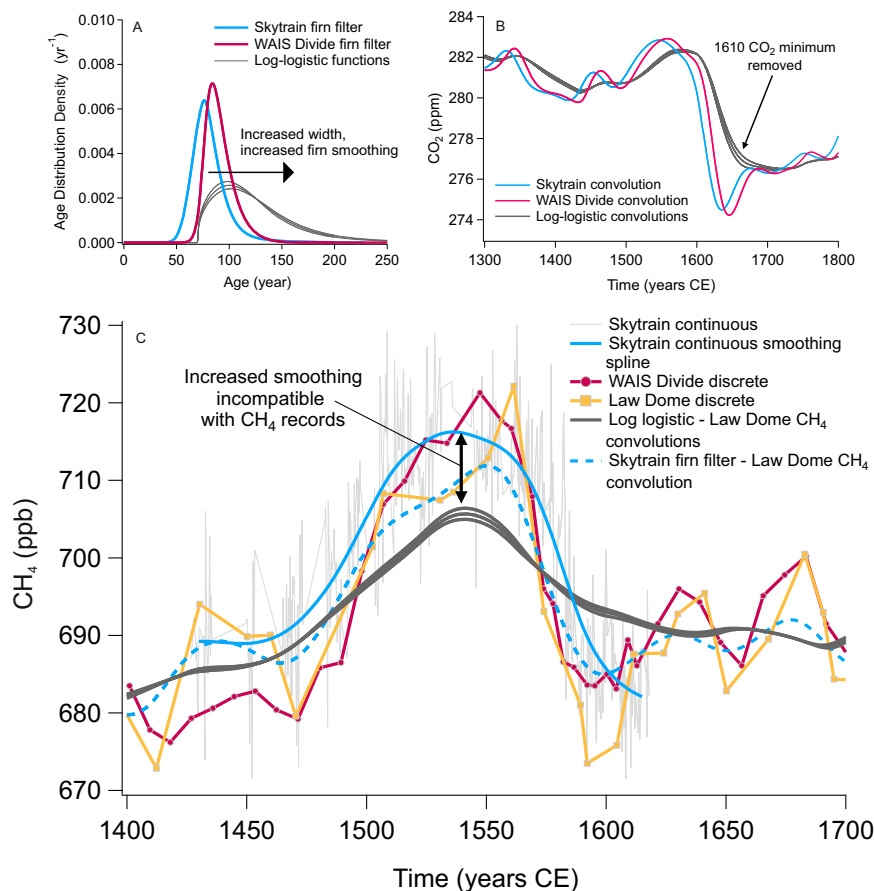 A
0.010
0.008
0.006
0.004
0.002
0.000
Age Distribution Density (yr⁻¹)
Skytrain firn filter
WAIS Divide firn filter
Log-logistic functions
Increased width,
increased firn smoothing
0 50 100 150 200 250
Age (year)
B
282
280
278
276
274
CO₂ (ppm)
1610 CO₂ minimum
removed
Skytrain convolution
WAIS Divide convolution
Log-logistic convolutions
1300 1400 1500 1600 1700 1800
Time (years CE)
C
730
720
710
700
690
680
670
CH₄ (ppb)
Increased smoothing
incompatible
with CH₄ records
Skytrain continuous
Skytrain continuous smoothing
spline
WAIS Divide discrete
Law Dome discrete
Log logistic - Law Dome CH₄
convolutions
Skytrain firn filter - Law Dome CH₄
convolution
1400 1450 1500 1550 1600 1650 1700
Time (years CE)